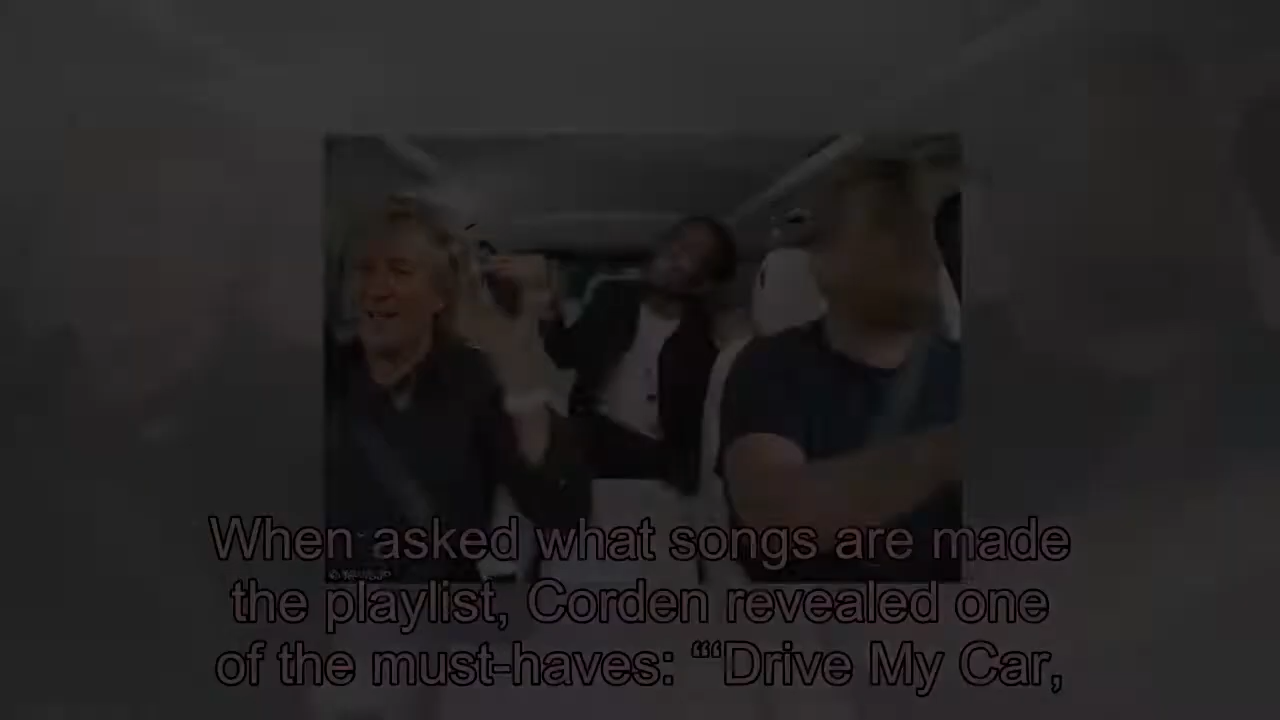 When asked what songs are made
the playlist, Corden revealed one
of the must-haves: “‘Drive My Car,